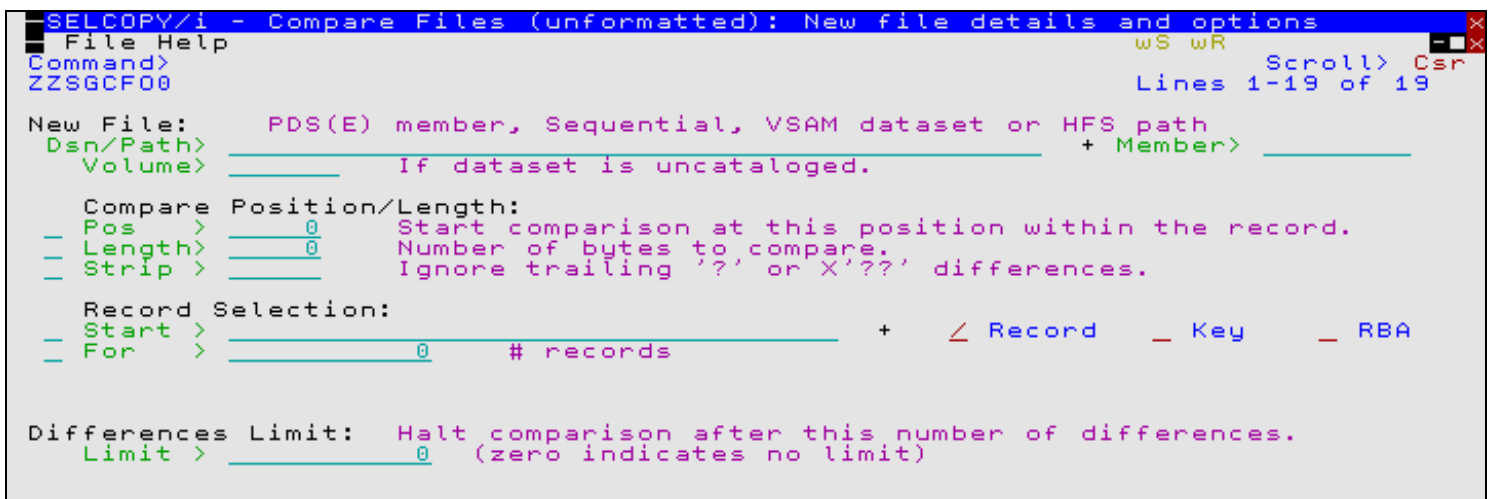 SELCOPY/i - Compare Files (unformatted): New file details and options
File Help wS wR
Command> Scroll> Csr
ZZSGCFO0 Lines 1-19 of 19
New File: PDS(E) member, Sequential, VSAM dataset or HFS path
Dsn/Path> + Member>
Volume> If dataset is uncataloged.
Compare Position/Length:
Pos > 0 Start comparison at this position within the record.
Length> 0 Number of bytes to compare.
Strip > Ignore trailing '?' or X'??' differences.
Record Selection:
Start > + / Record _ Key _ RBA
For > 0 # records
Differences Limit: Halt comparison after this number of differences.
Limit > 0 (zero indicates no limit)